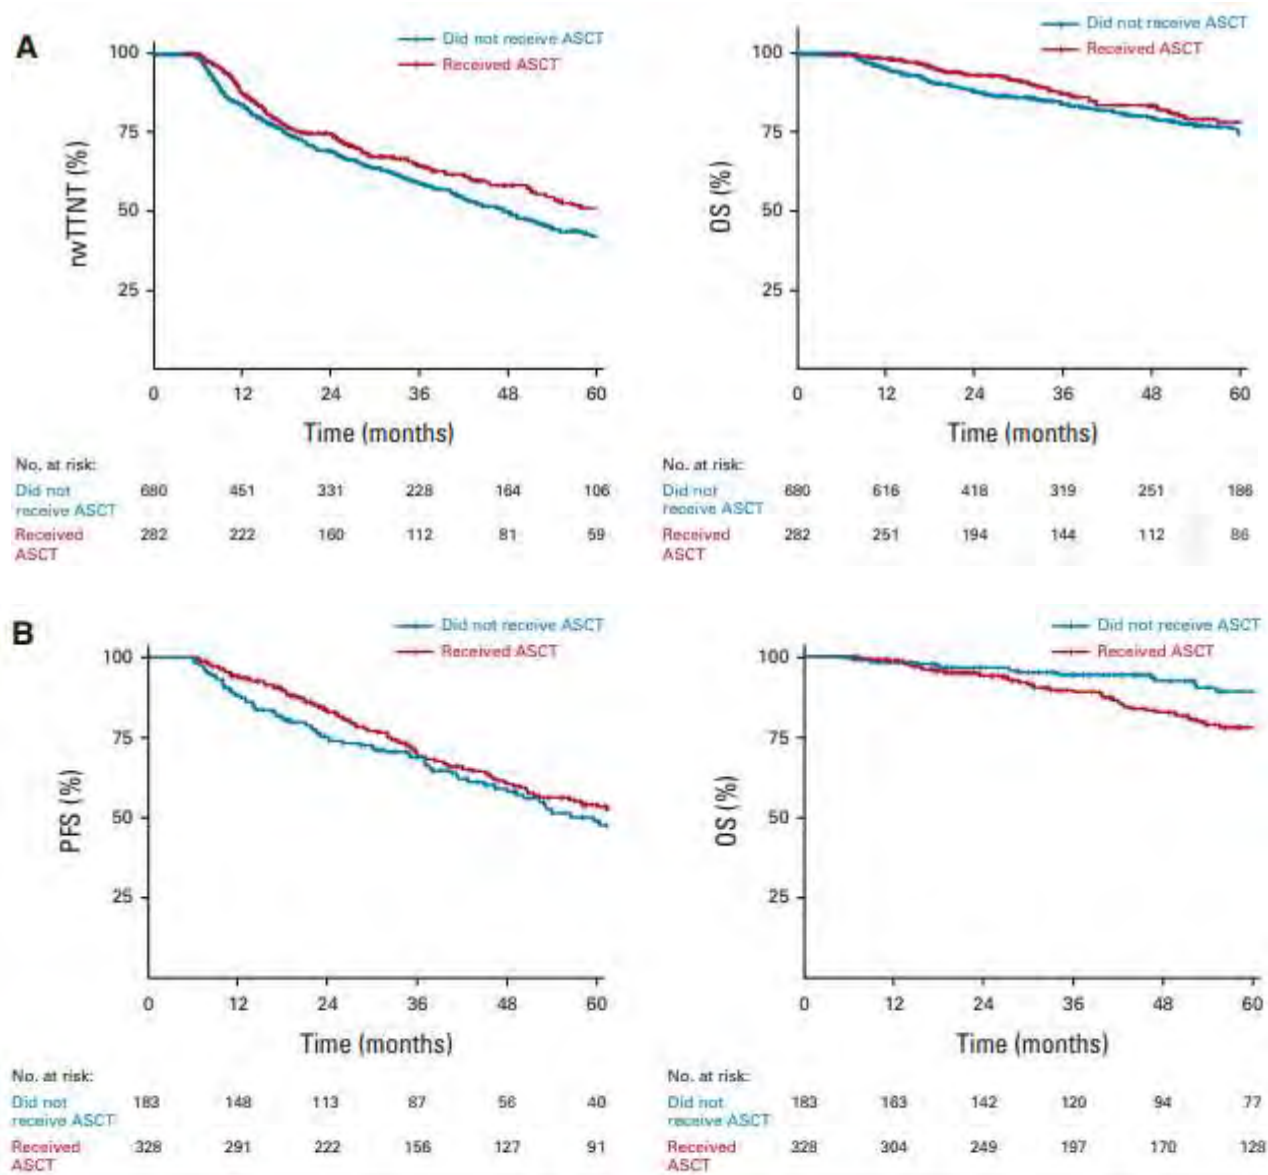 A
Did not receive ASCT
Received ASCT
100
75
50
25
rwTTNT (%)
0 12 24 36 48 60
Time (months)
No. at risk:
Did not 680 451 331 228 164 106
receive ASCT
Received 282 222 160 112 81 59
ASCT
Did not receive ASCT
Received ASCT
100
75
50
25
OS (%)
0 12 24 36 48 60
Time (months)
No. at risk:
Did not 680 616 418 319 251 186
receive ASCT
Received 282 251 194 144 112 86
ASCT
B
Did not receive ASCT
Received ASCT
100
75
50
25
PFS (%)
0 12 24 36 48 60
Time (months)
No. at risk:
Did not 183 148 113 87 56 40
receive ASCT
Received 328 291 222 156 127 91
ASCT
Did not receive ASCT
Received ASCT
100
75
50
25
OS (%)
0 12 24 36 48 60
Time (months)
No. at risk:
Did not 183 163 142 120 94 77
receive ASCT
Received 328 304 249 197 170 128
ASCT